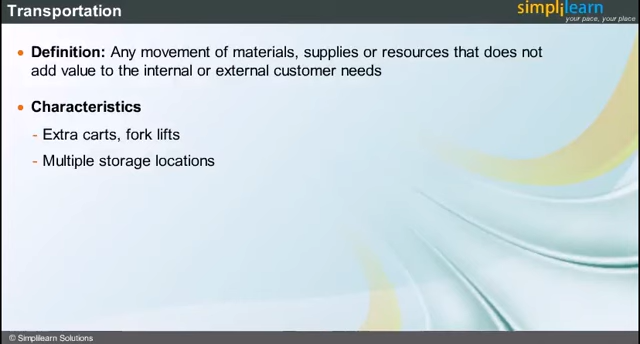 Transportation
simplilearn
your pace, your place
• Definition: Any movement of materials, supplies or resources that does not
add value to the internal or external customer needs
• Characteristics
- Extra carts, fork lifts
- Multiple storage locations
© Simplilearn Solutions